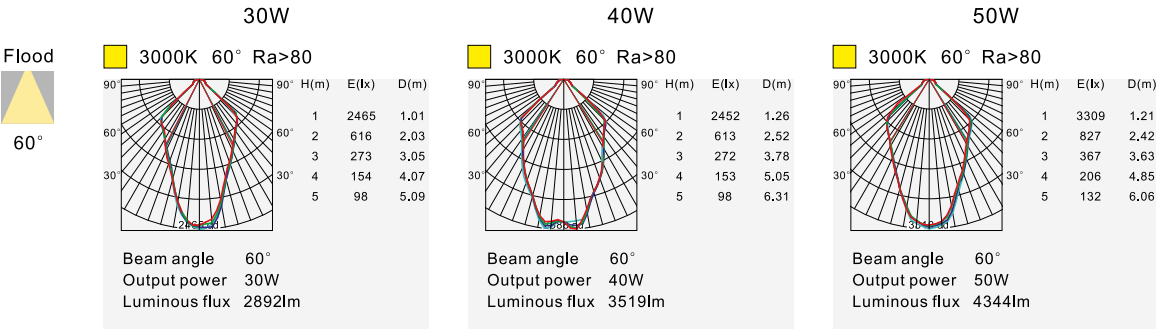 30W
40W
50W
Flood
60°
3000K 60° Ra>80
90° 90° H(m) E(lx) D(m)
1 2465 1.01
60° 60° 2 616 2.03
3 273 3.05
30° 30° 4 154 4.07
5 98 5.09
Beam angle 60°
Output power 30W
Luminous flux 2892lm
3000K 60° Ra>80
90° 90° H(m) E(lx) D(m)
1 2452 1.26
60° 60° 2 613 2.52
3 272 3.78
30° 30° 4 153 5.05
5 98 6.31
Beam angle 60°
Output power 40W
Luminous flux 3519lm
3000K 60° Ra>80
90° 90° H(m) E(lx) D(m)
1 3309 1.21
60° 60° 2 827 2.42
3 367 3.63
30° 30° 4 206 4.85
5 132 6.06
Beam angle 60°
Output power 50W
Luminous flux 4344lm